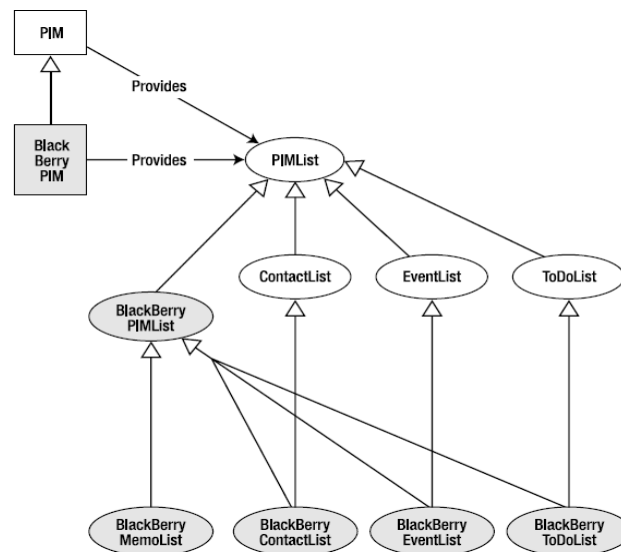 PIM
Provides
Black
Berry
PIM
Provides
PIMList
ContactList
EventList
ToDoList
BlackBerry
PIMList
BlackBerry
MemoList
BlackBerry
ContactList
BlackBerry
EventList
BlackBerry
ToDoList